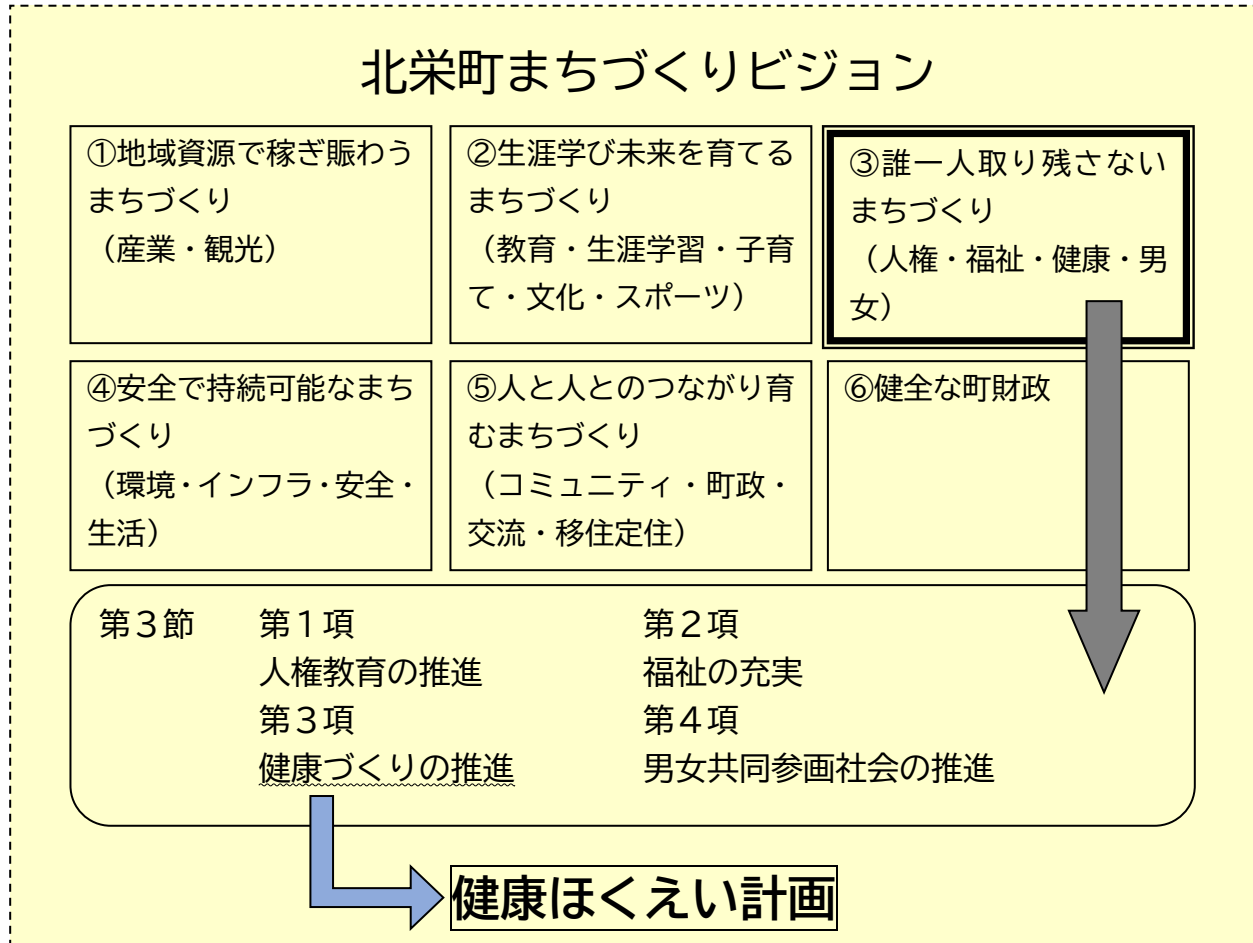 北栄町まちづくりビジョン
①地域資源で稼ぎ賑わう
まちづくり
（産業・観光）
②生涯学び未来を育てる
まちづくり
（教育・生涯学習・子育
て・文化・スポーツ）
③誰一人取り残さない
まちづくり
（人権・福祉・健康・男
女）
④安全で持続可能なまち
づくり
（環境・インフラ・安全・
生活）
⑤人と人とのつながり育
むまちづくり
（コミュニティ・町政・
交流・移住定住）
⑥健全な町財政
第３節 第１項 第２項
人権教育の推進 福祉の充実
第３項 第４項
健康づくりの推進 男女共同参画社会の推進
健康ほくえい計画